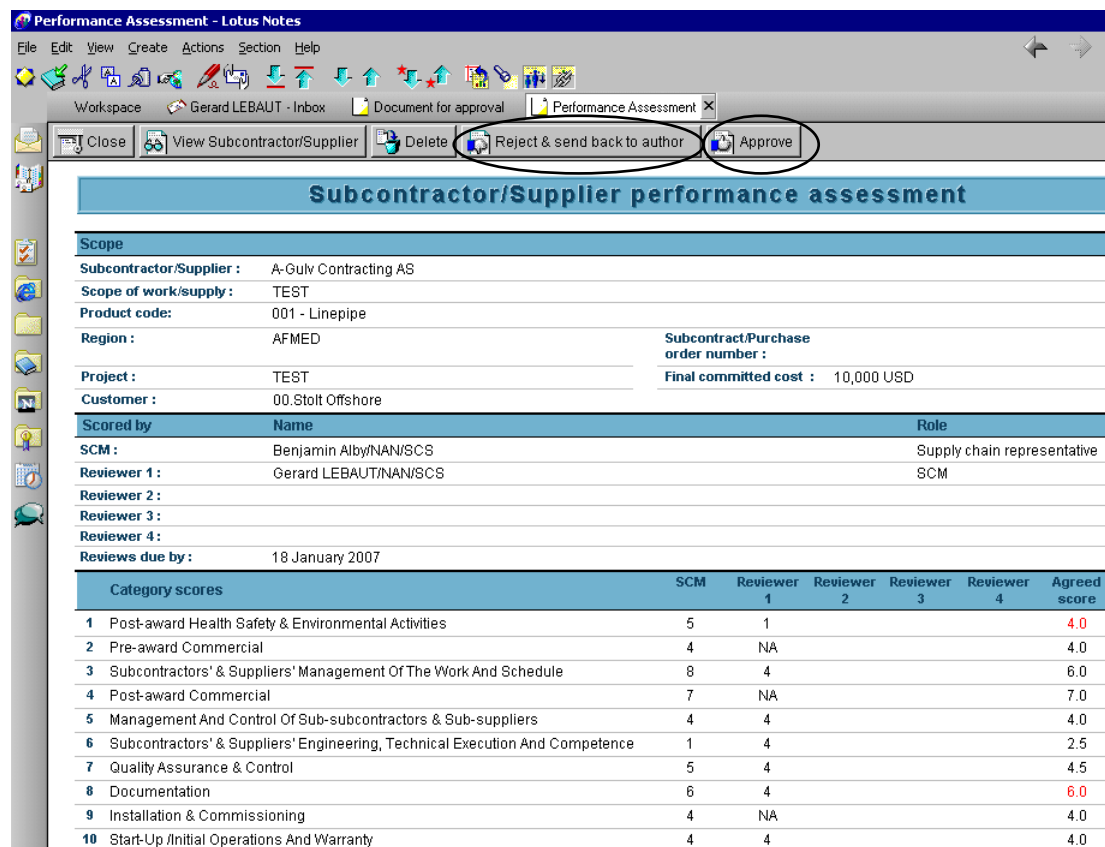 Performance Assessment - Lotus Notes
File Edit View Create Actions Section Help
Workspace Gerard LEBAUT - Inbox Document for approval Performance Assessment
Close View Subcontractor/Supplier Delete Reject & send back to author Approve
Subcontractor/Supplier performance assessment
Scope
Subcontractor/Supplier : A-Gulv Contracting AS
Scope of work/supply : TEST
Product code: 001 - Linepipe
Region : AFMED Subcontract/Purchase
order number :
Project : TEST Final committed cost : 10,000 USD
Customer : 00.Stolt Offshore
Scored by Name Role
SCM : Benjamin Alby/NAN/SCS Supply chain representative
Reviewer 1 : Gerard LEBAUT/NAN/SCS SCM
Reviewer 2 :
Reviewer 3 :
Reviewer 4 :
Reviews due by : 18 January 2007
Category scores SCM Reviewer 1 Reviewer 2 Reviewer 3 Reviewer 4 Agreed score
1 Post-award Health Safety & Environmental Activities 5 1 4.0
2 Pre-award Commercial 4 NA 4.0
3 Subcontractors' & Suppliers' Management Of The Work And Schedule 8 4 6.0
4 Post-award Commercial 7 NA 7.0
5 Management And Control Of Sub-subcontractors & Sub-suppliers 4 4 4.0
6 Subcontractors' & Suppliers' Engineering, Technical Execution And Competence 1 4 2.5
7 Quality Assurance & Control 5 4 4.5
8 Documentation 6 4 6.0
9 Installation & Commissioning 4 NA 4.0
10 Start-Up /Initial Operations And Warranty 4 4 4.0